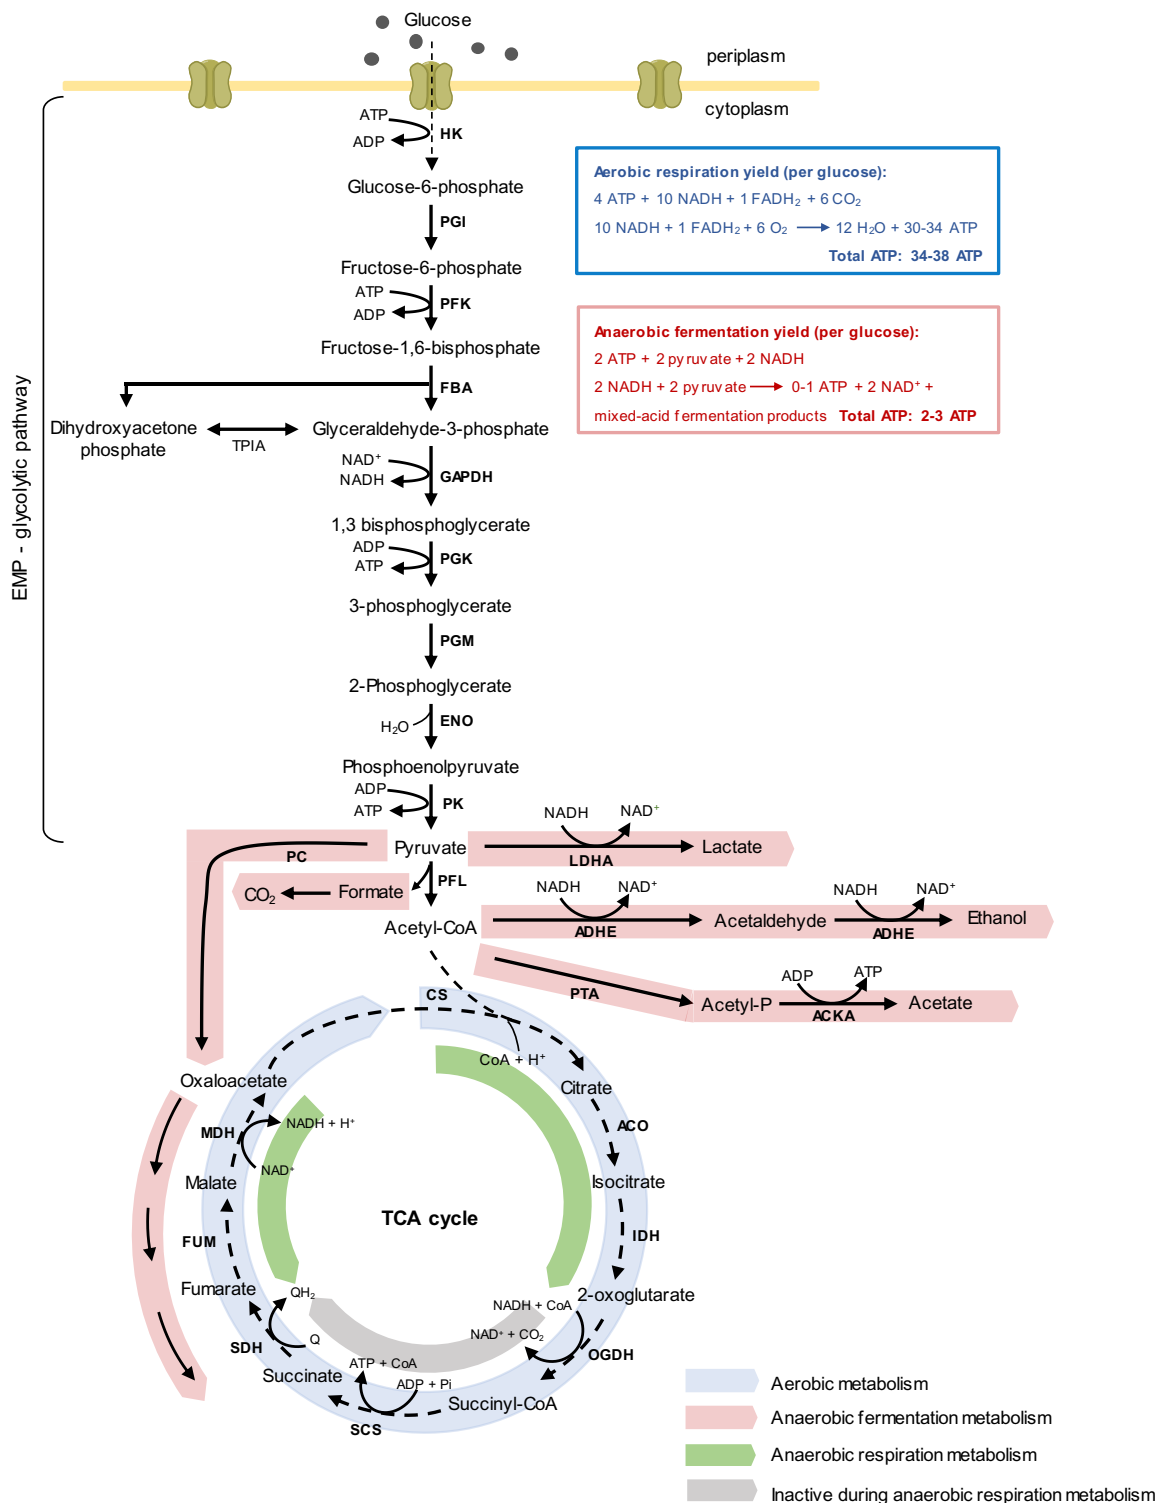 Glucose
periplasm
cytoplasm
ATP
ADP
HK
Glucose-6-phosphate
PGI
Fructose-6-phosphate
ATP
ADP
PFK
Fructose-1,6-bisphosphate
FBA
Dihydroxyacetone
phosphate
TPIA
Glyceraldehyde-3-phosphate
NAD⁺
NADH
GAPDH
1,3 bisphosphoglycerate
ADP
ATP
PGK
3-phosphoglycerate
PGM
2-Phosphoglycerate
H₂O
ENO
Phosphoenolpyruvate
ADP
ATP
PK
EMP - glycolytic pathway
Aerobic respiration yield (per glucose):
4 ATP + 10 NADH + 1 FADH₂ + 6 CO₂
10 NADH + 1 FADH₂ + 6 O₂ → 12 H₂O + 30-34 ATP
Total ATP: 34-38 ATP
Anaerobic fermentation yield (per glucose):
2 ATP + 2 pyruvate + 2 NADH
2 NADH + 2 pyruvate → 0-1 ATP + 2 NAD⁺ +
mixed-acid fermentation products Total ATP: 2-3 ATP
Pyruvate
PC
NADH
NAD⁺
LDHA
Lactate
PFL
Formate
CO₂
Acetyl-CoA
NADH
NAD⁺
ADHE
Acetaldehyde
NADH
NAD⁺
ADHE
Ethanol
PTA
Acetyl-P
ADP
ATP
ACKA
Acetate
CS
CoA + H⁺
Oxaloacetate
Citrate
ACO
Isocitrate
IDH
2-oxoglutarate
NADH + CoA
NAD⁺ + CO₂
OGDH
Succinyl-CoA
ADP + Pi
ATP + CoA
SCS
Succinate
Q
QH₂
SDH
Fumarate
FUM
Malate
NAD⁺
NADH + H⁺
MDH
TCA cycle
Aerobic metabolism
Anaerobic fermentation metabolism
Anaerobic respiration metabolism
Inactive during anaerobic respiration metabolism